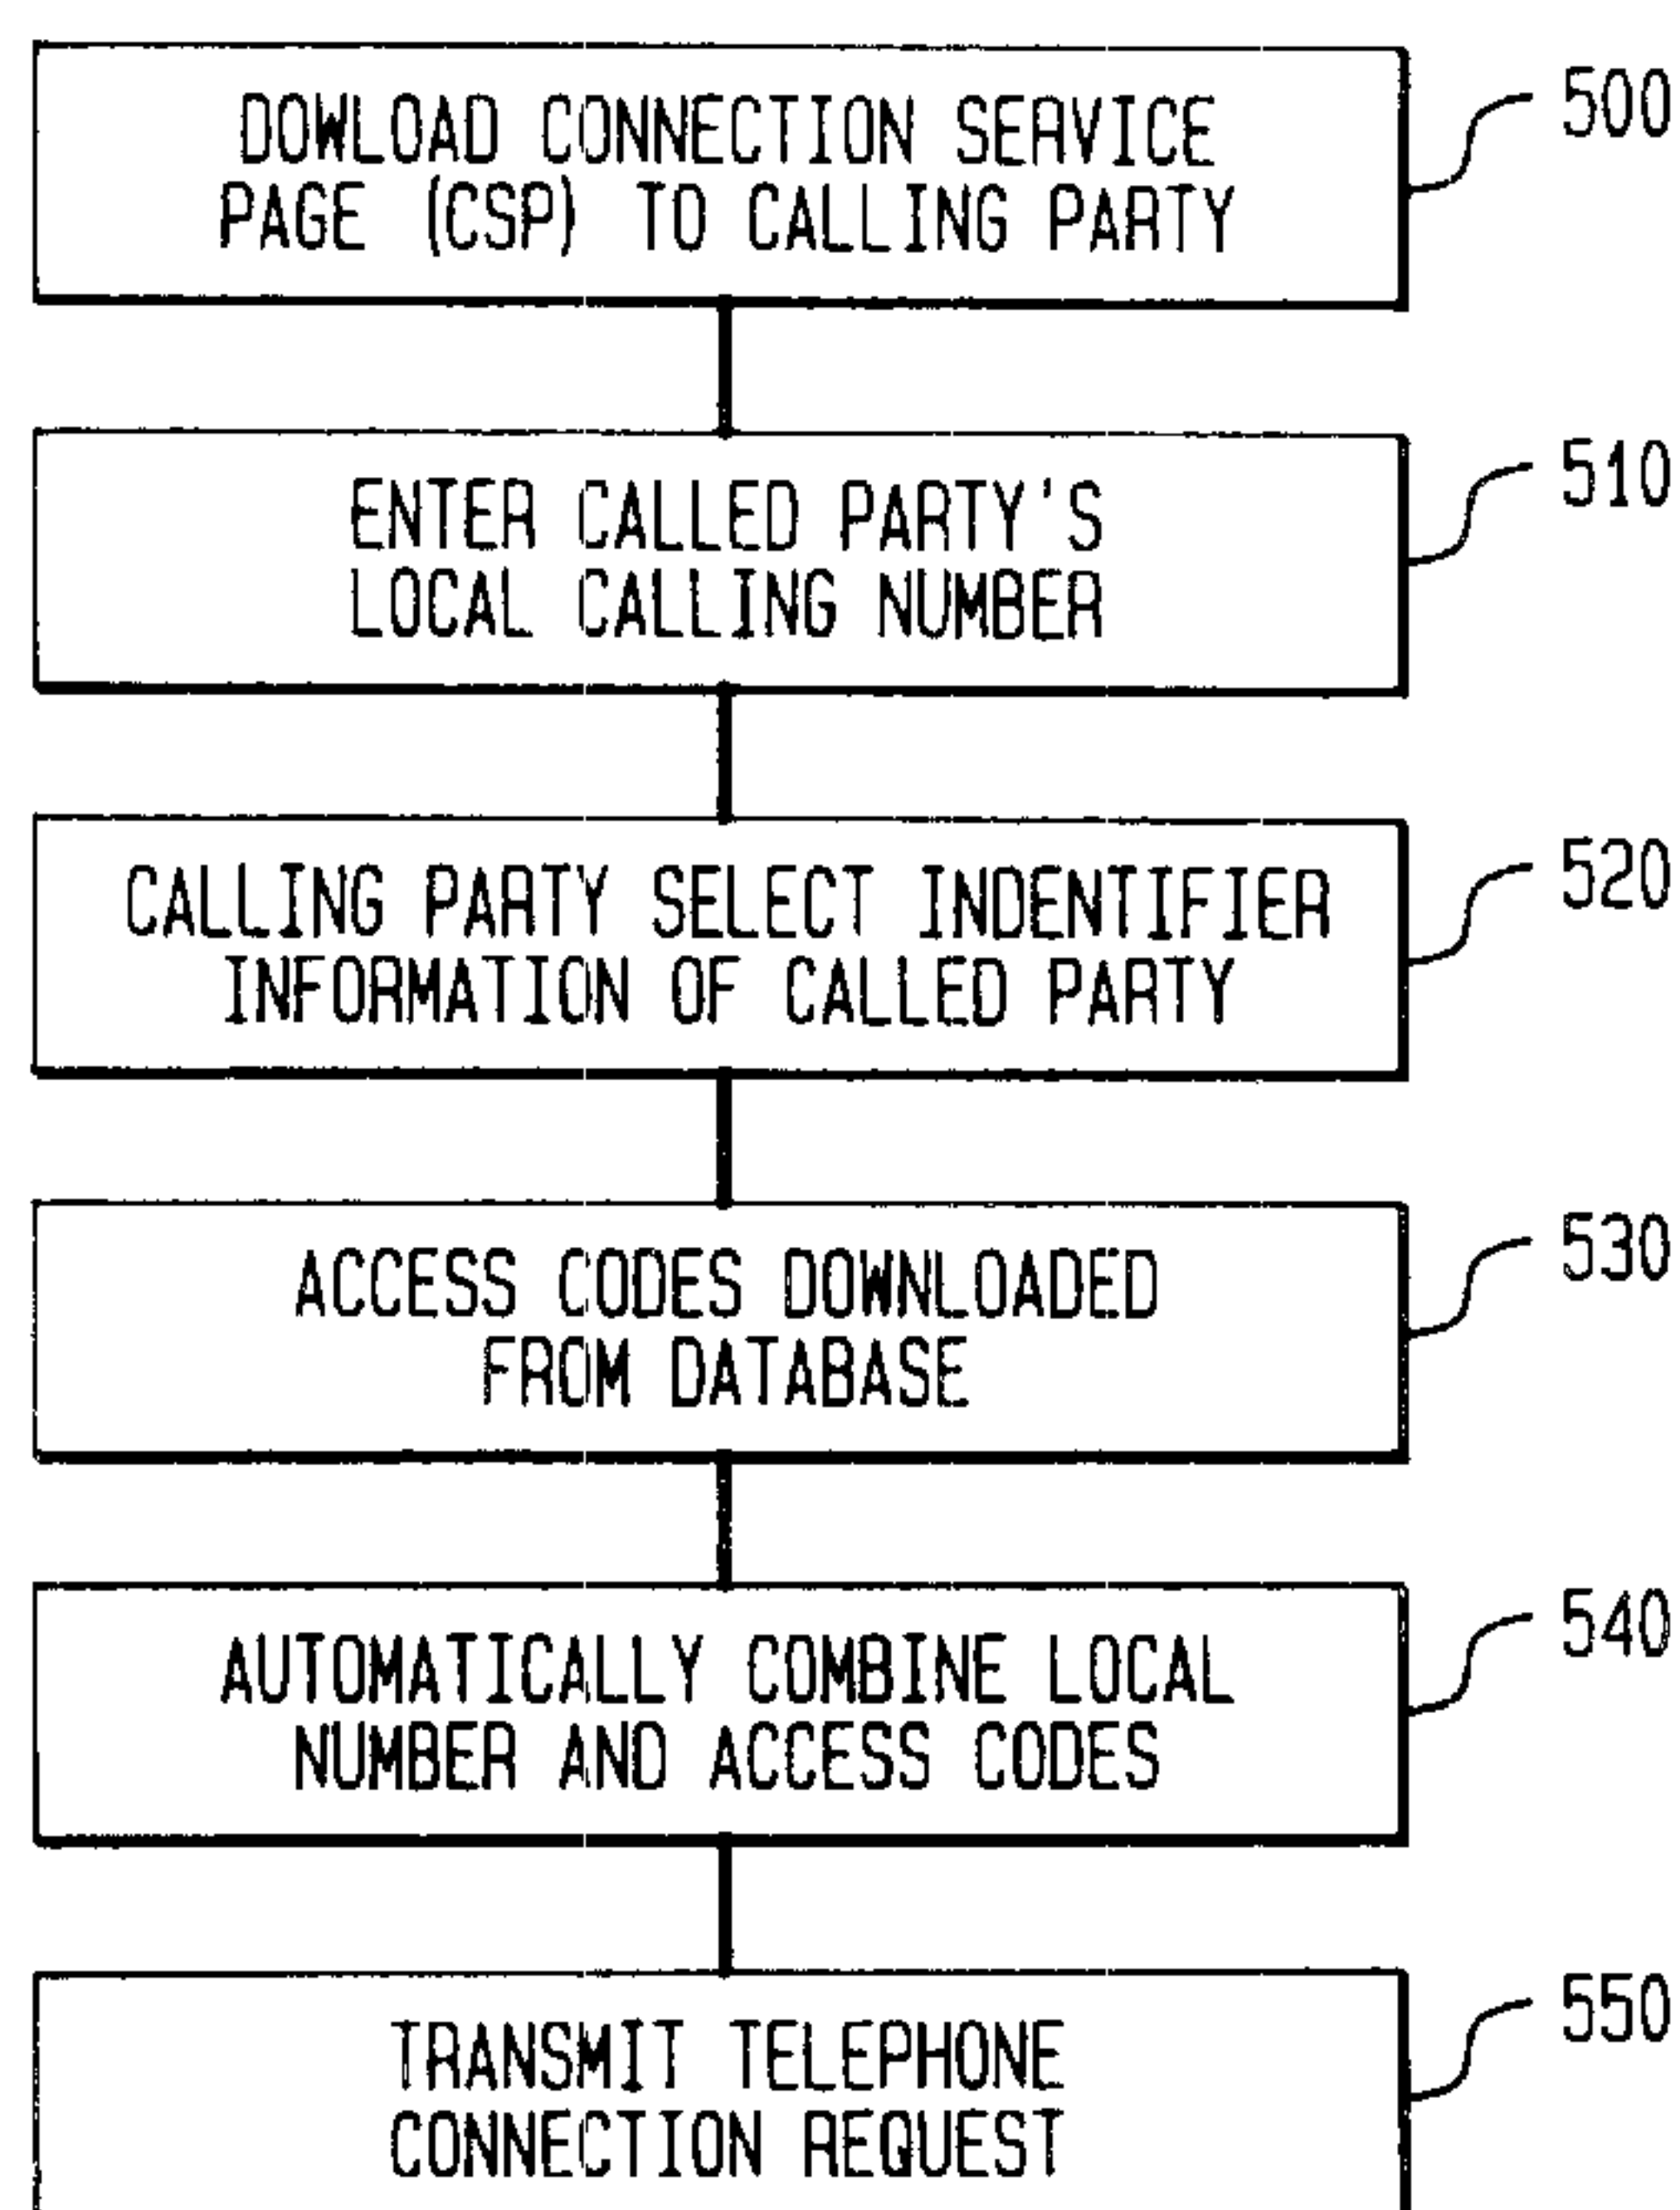 DOWLOAD CONNECTION SERVICE
PAGE (CSP) TO CALLING PARTY
500
ENTER CALLED PARTY'S
LOCAL CALLING NUMBER
510
CALLING PARTY SELECT INDENTIFIER
INFORMATION OF CALLED PARTY
520
ACCESS CODES DOWNLOADED
FROM DATABASE
530
AUTOMATICALLY COMBINE LOCAL
NUMBER AND ACCESS CODES
540
TRANSMIT TELEPHONE
CONNECTION REQUEST
550